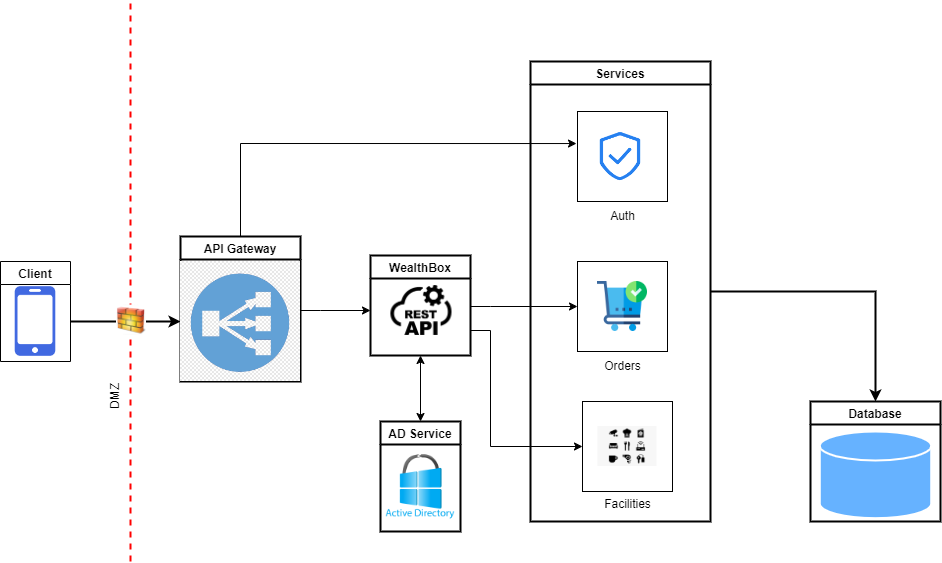 Services
Auth
API Gateway
WealthBox
Client
REST
API
Orders
DMZ
AD Service
Active Directory
Facilities
Database